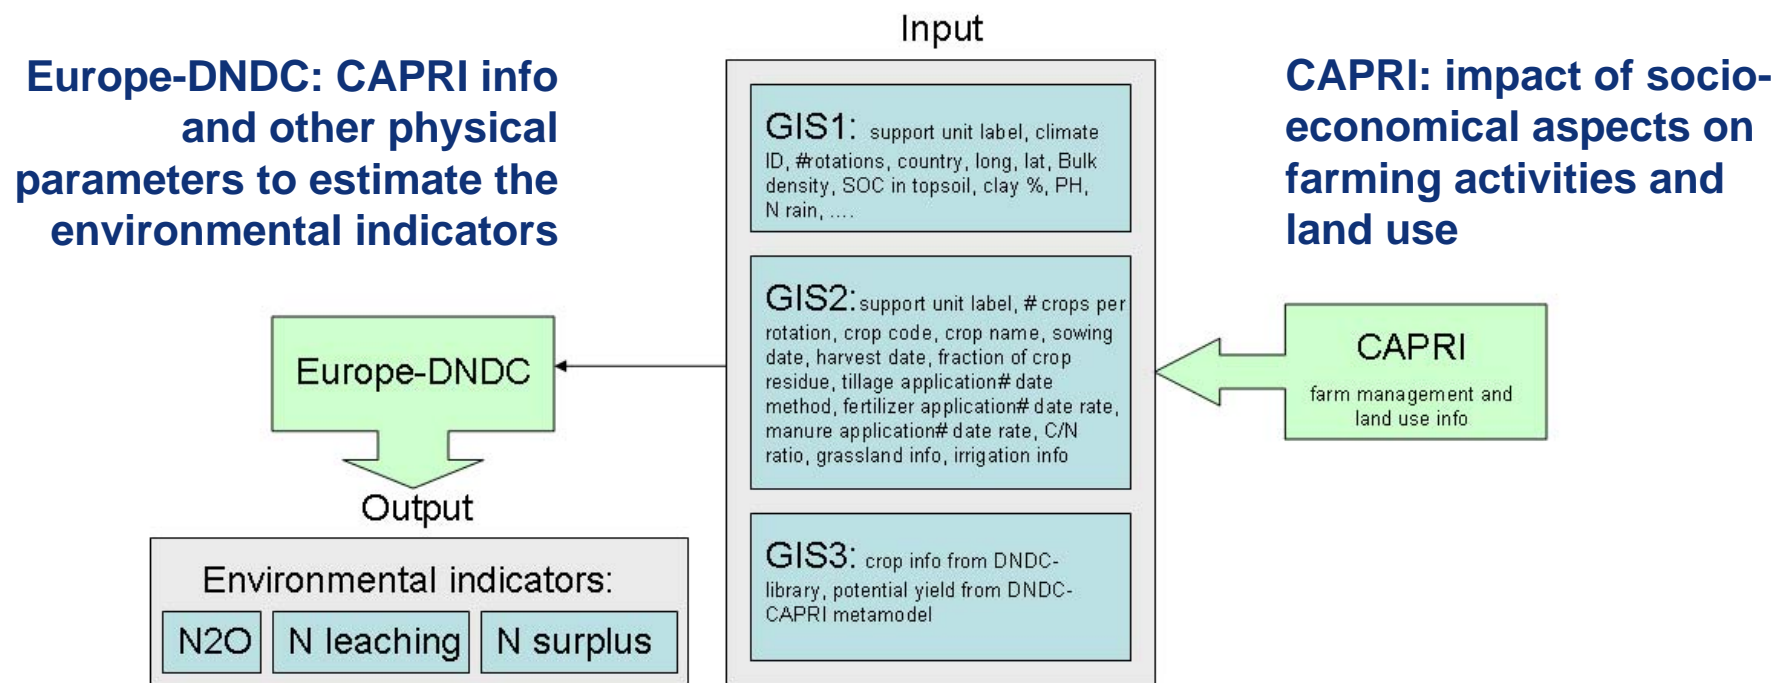 Europe-DNDC: CAPRI info
and other physical
parameters to estimate the
environmental indicators
Input
GIS1: support unit label, climate
ID, #rotations, country, long, lat, Bulk
density, SOC in topsoil, clay %, PH,
N rain, ....
GIS2: support unit label, # crops per
rotation, crop code, crop name, sowing
date, harvest date, fraction of crop
residue, tillage application# date
method, fertilizer application# date rate,
manure application# date rate, C/N
ratio, grassland info, irrigation info
GIS3: crop info from DNDC-
library, potential yield from DNDC-
CAPRI metamodel
CAPRI: impact of socio-
economical aspects on
farming activities and
land use
CAPRI
farm management and
land use info
Europe-DNDC
Output
Environmental indicators:
N2O
N leaching
N surplus